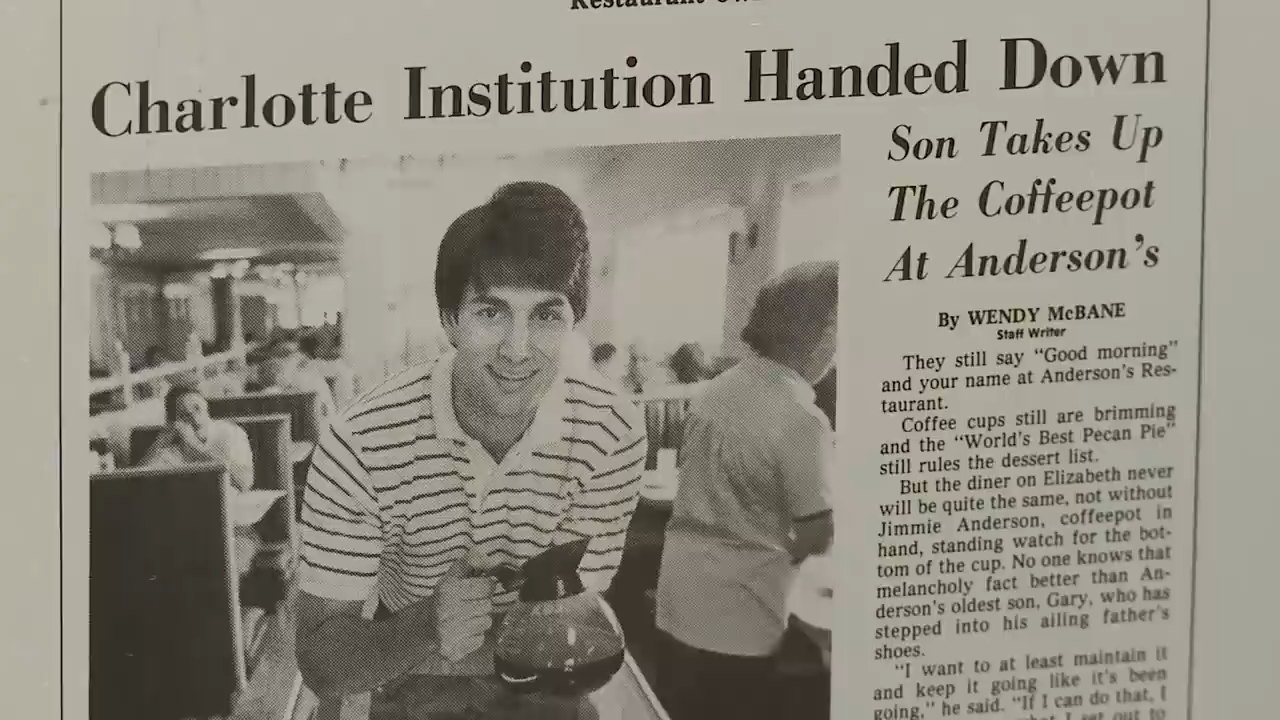 Charlotte Institution Handed Down
Son Takes Up
The Coffeepot
At Anderson's
By WENDY McBANE
Staff Writer
They still say "Good morning"
and your name at Anderson's Res-
taurant.
Coffee cups still are brimming
and the "World's Best Pecan Pie"
still rules the dessert list.
But the diner on Elizabeth never
will be quite the same, not without
Jimmie Anderson, coffeepot in
hand, standing watch for the bot-
tom of the cup. No one knows that
melancholy fact better than An-
derson's oldest son, Gary, who has
stepped into his ailing father's
shoes.
"I want to at least maintain it
and keep it going like it's been
going," he said. "If I can do that, I